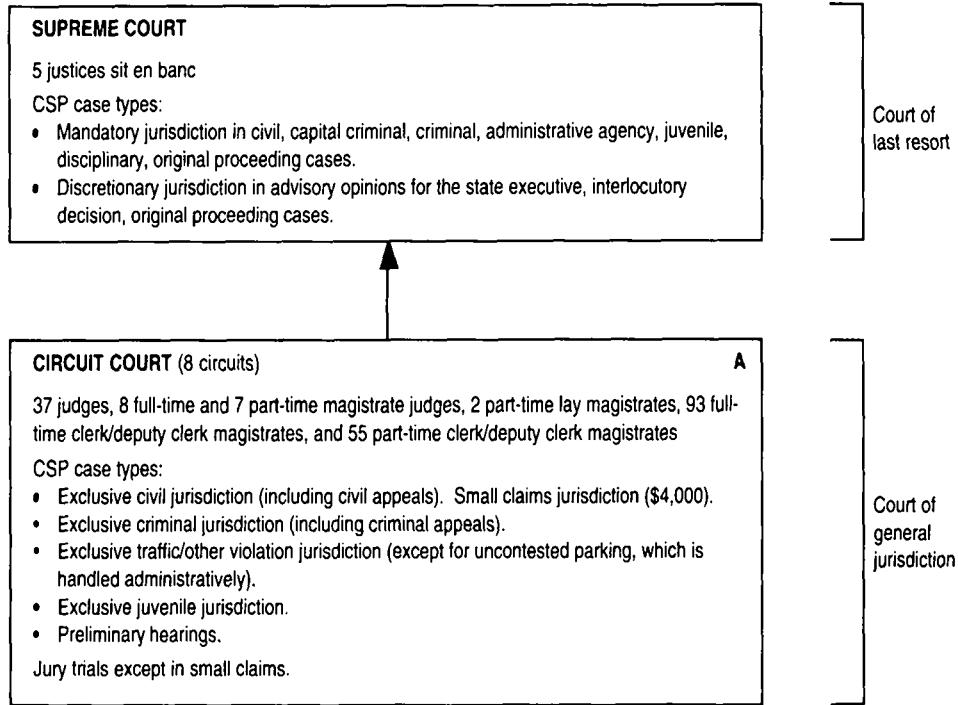 SUPREME COURT
5 justices sit en banc
CSP case types:
• Mandatory jurisdiction in civil, capital criminal, criminal, administrative agency, juvenile,
disciplinary, original proceeding cases.
• Discretionary jurisdiction in advisory opinions for the state executive, interlocutory
decision, original proceeding cases.
Court of
last resort
CIRCUIT COURT (8 circuits) A
37 judges, 8 full-time and 7 part-time magistrate judges, 2 part-time lay magistrates, 93 full-
time clerk/deputy clerk magistrates, and 55 part-time clerk/deputy clerk magistrates
CSP case types:
• Exclusive civil jurisdiction (including civil appeals). Small claims jurisdiction ($4,000).
• Exclusive criminal jurisdiction (including criminal appeals).
• Exclusive traffic/other violation jurisdiction (except for uncontested parking, which is
handled administratively).
• Exclusive juvenile jurisdiction.
• Preliminary hearings.
Jury trials except in small claims.
Court of
general
jurisdiction